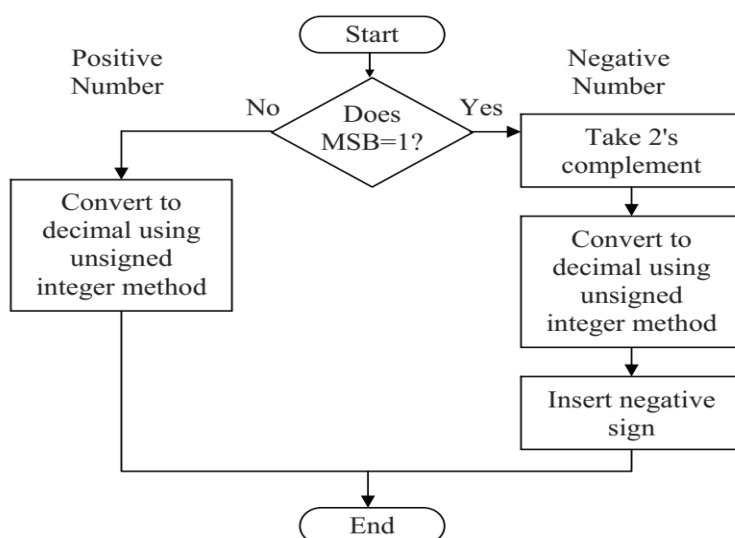 Start
Positive
Number
Negative
Number
No
Does
MSB=1?
Yes
Take 2's
complement
Convert to
decimal using
unsigned
integer method
Convert to
decimal using
unsigned
integer method
Insert negative
sign
End